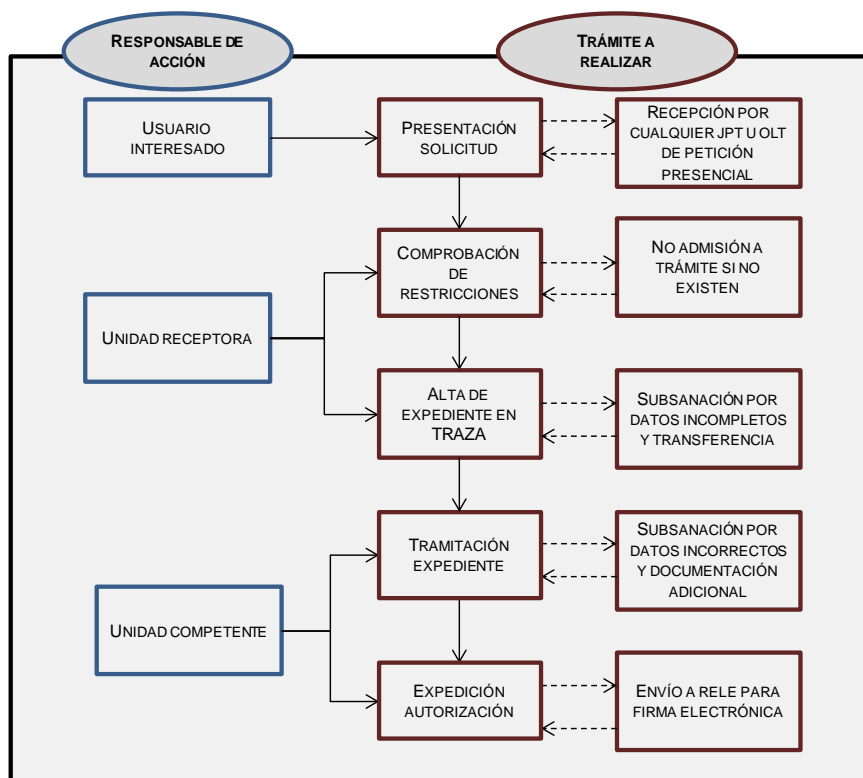 RESPONSABLE DE
ACCIÓN
TRÁMITE A
REALIZAR
USUARIO
INTERESADO
PRESENTACIÓN
SOLICITUD
RECEPCIÓN POR
CUALQUIER JPT U OLT
DE PETICIÓN
PRESENCIAL
COMPROBACIÓN
DE
RESTRICCIONES
NO ADMISIÓN A
TRÁMITE SI NO
EXISTEN
UNIDAD RECEPTORA
ALTA DE
EXPEDIENTE EN
TRAZA
SUBSANACIÓN POR
DATOS INCOMPLETOS
Y TRANSFERENCIA
TRAMITACIÓN
EXPEDIENTE
SUBSANACIÓN POR
DATOS INCORRECTOS
Y DOCUMENTACIÓN
ADICIONAL
UNIDAD COMPETENTE
EXPEDICIÓN
AUTORIZACIÓN
ENVÍO A RELE PARA
FIRMA ELECTRÓNICA